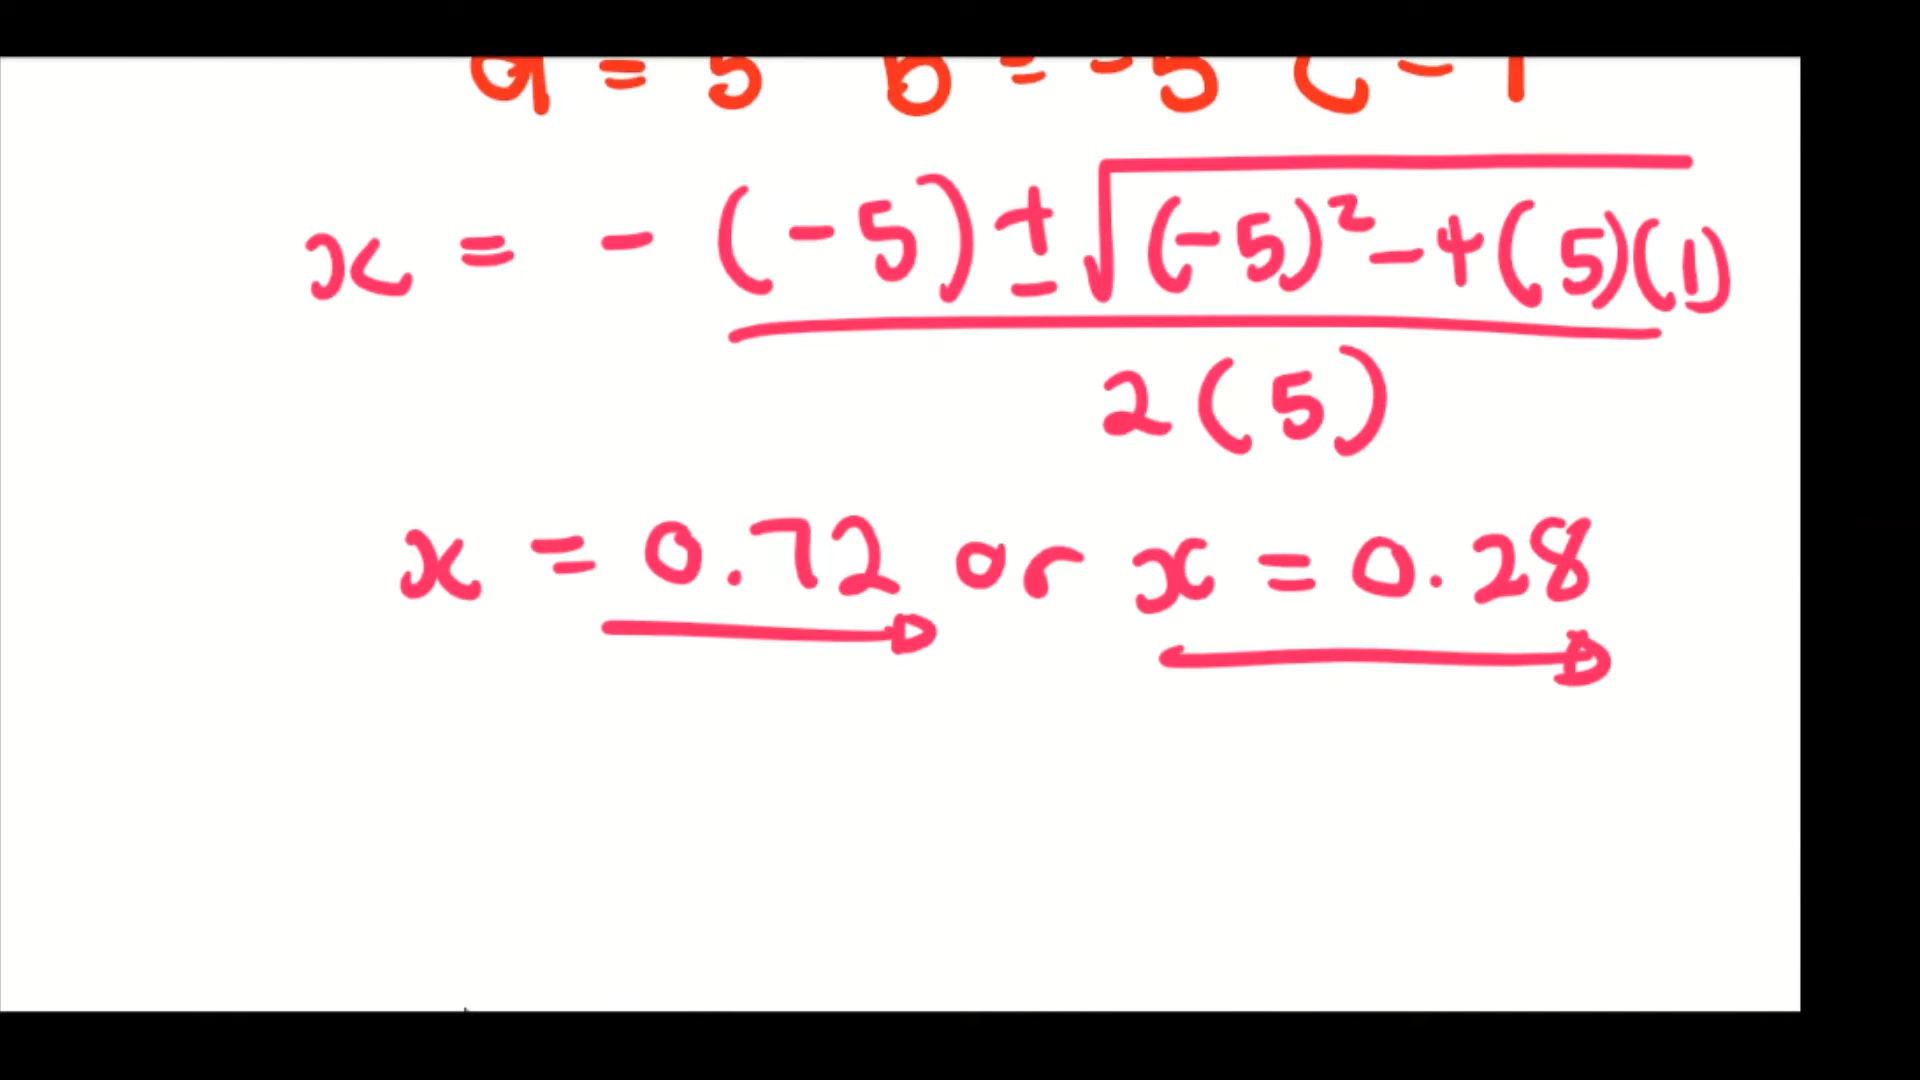 a = 5 b = -5 c = 1
x = - (-5) ± √(-5)² - 4(5)(1)
2(5)
x = 0.72 or x = 0.28